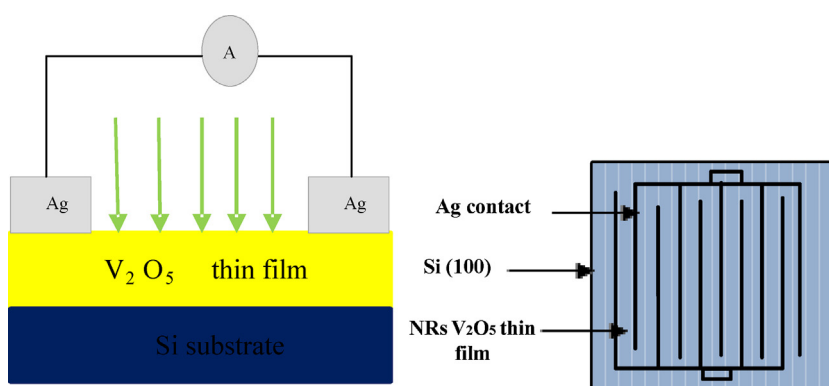 A
Ag
Ag
V₂ O₅ thin film
Si substrate
Ag contact
Si (100)
NRs V₂O₅ thin
film